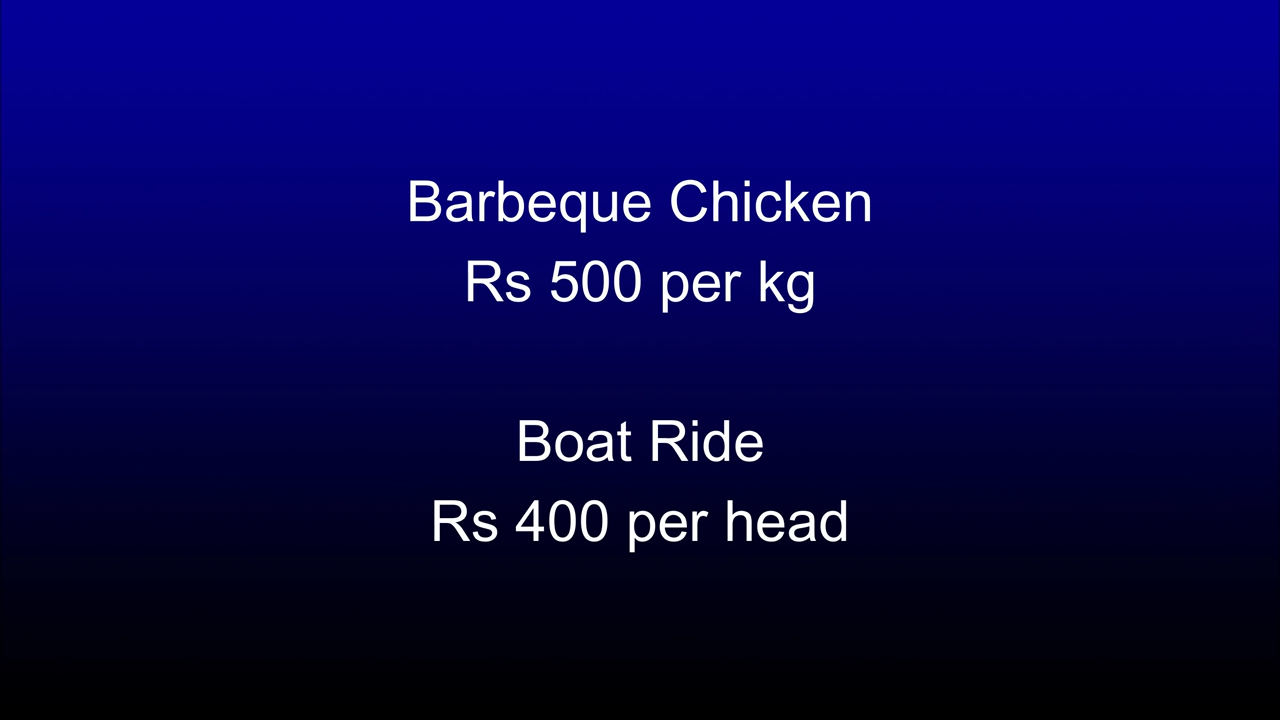 Barbeque Chicken
Rs 500 per kg
Boat Ride
Rs 400 per head